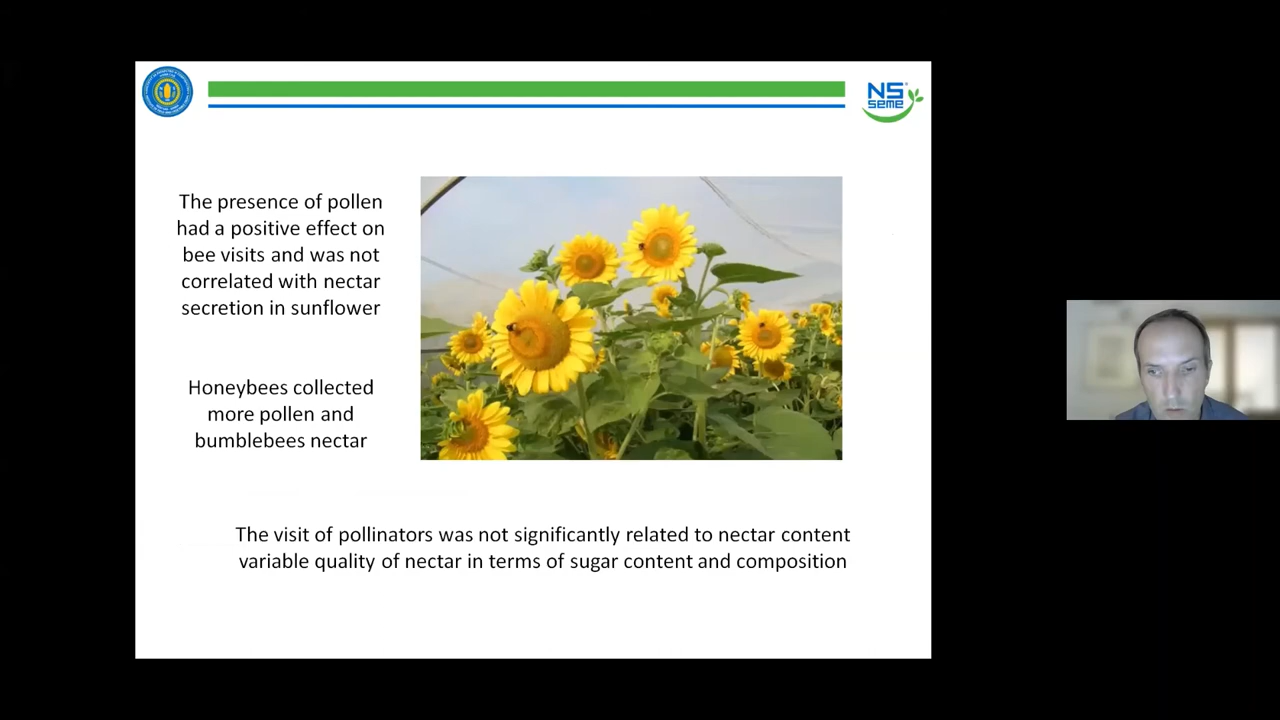 NS
seme
The presence of pollen
had a positive effect on
bee visits and was not
correlated with nectar
secretion in sunflower
Honeybees collected
more pollen and
bumblebees nectar
The visit of pollinators was not significantly related to nectar content
variable quality of nectar in terms of sugar content and composition